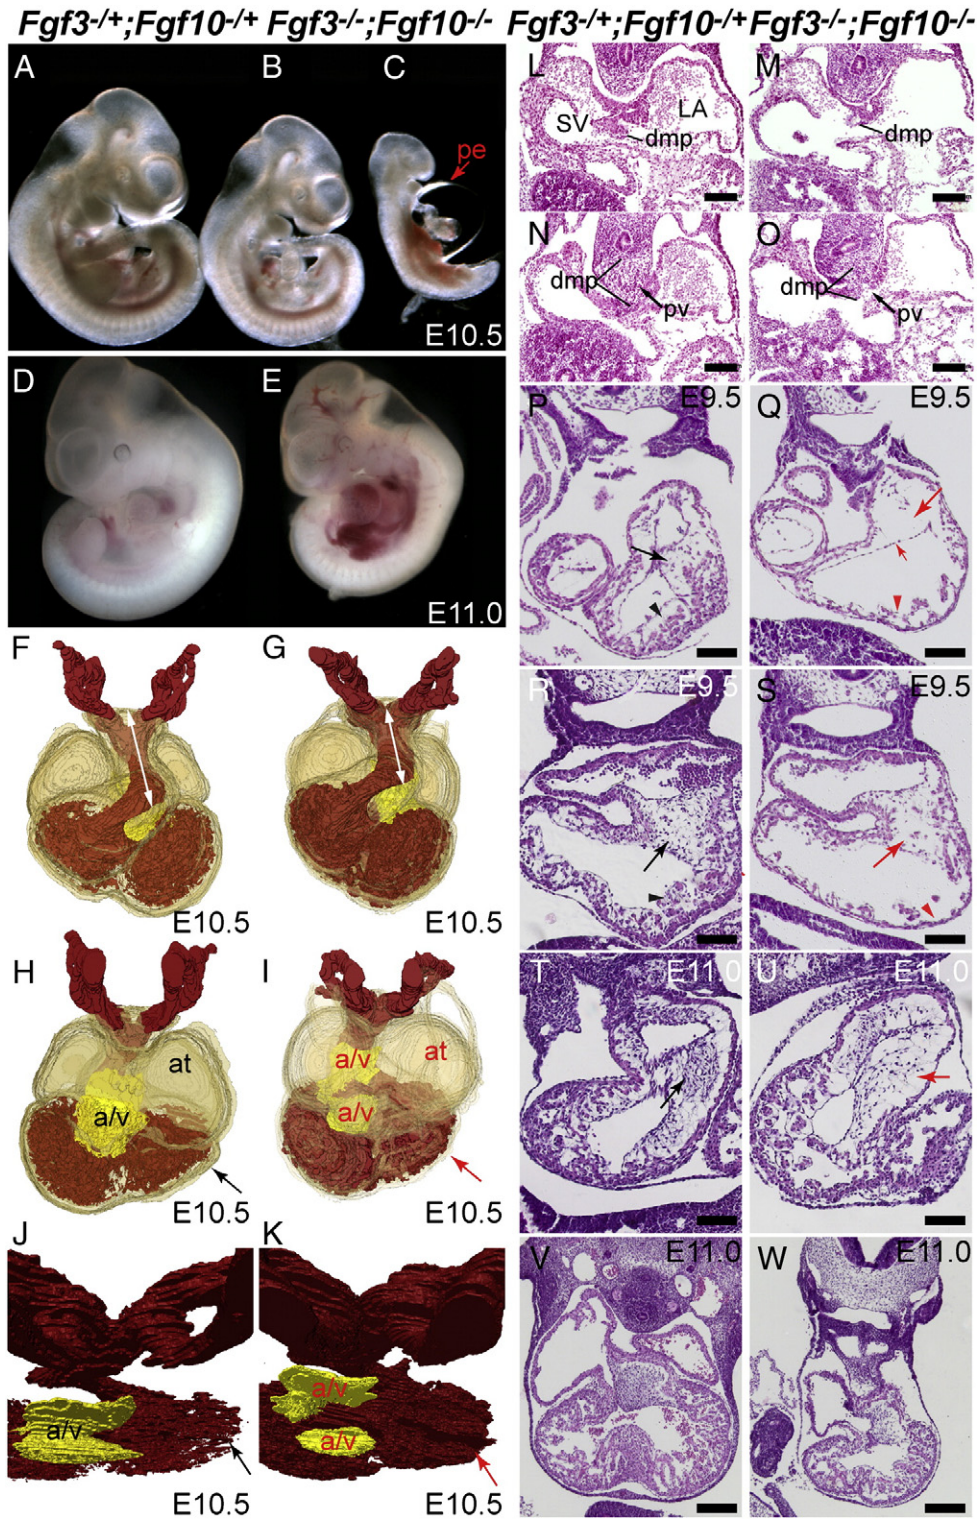 Fgf3-/+;Fgf10-/+ Fgf3-/-;Fgf10-/- Fgf3-/+;Fgf10-/+ Fgf3-/-;Fgf10-/-
A B C
pe
E10.5
D E
E11.0
F G
E10.5 E10.5
H I
at a/v at
a/v a/v
E10.5 E10.5
J K
a/v a/v
a/v
E10.5 E10.5
L M
SV LA
dmp dmp
N O
dmp dmp
pv pv
P E9.5 Q E9.5
R E9.5 S E9.5
T E11.0 U E11.0
V E11.0 W E11.0